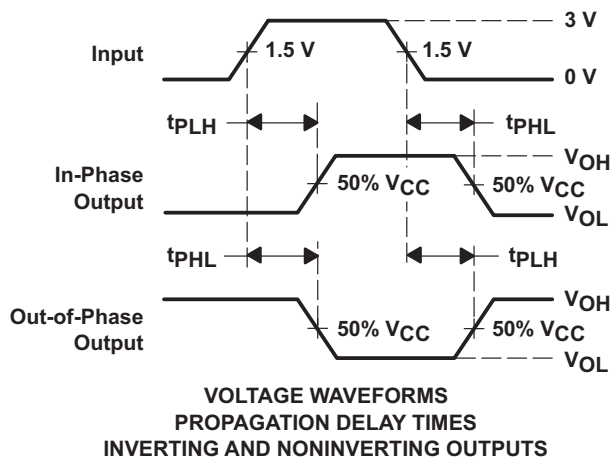 3 V
Input
1.5 V
1.5 V
0 V
tPLH
tPHL
In-Phase
Output
VOH
50% VCC
50% VCC
VOL
tPHL
tPLH
Out-of-Phase
Output
VOH
50% VCC
50% VCC
VOL
VOLTAGE WAVEFORMS
PROPAGATION DELAY TIMES
INVERTING AND NONINVERTING OUTPUTS